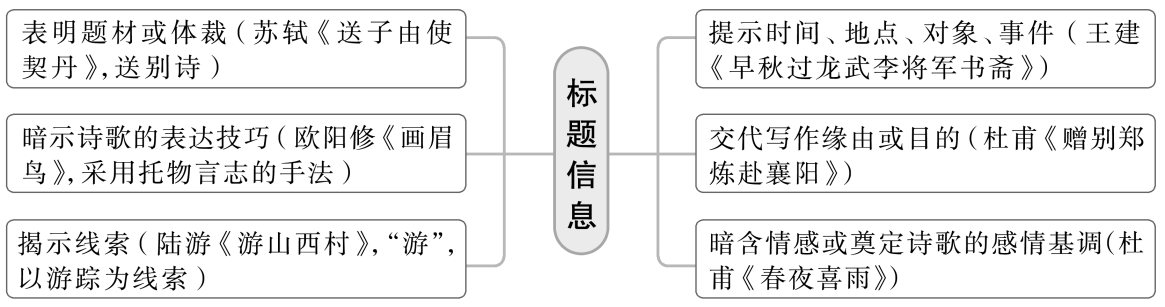 表明题材或体裁（苏轼《送子由使
契丹》，送别诗）
暗示诗歌的表达技巧（欧阳修《画眉
鸟》，采用托物言志的手法）
揭示线索（陆游《游山西村》，“游”，
以游踪为线索）
标题信息
提示时间、地点、对象、事件（王建
《早秋过龙武李将军书斋》）
交代写作缘由或目的（杜甫《赠别郑
炼赴襄阳》）
暗含情感或奠定诗歌的感情基调（杜
甫《春夜喜雨》）